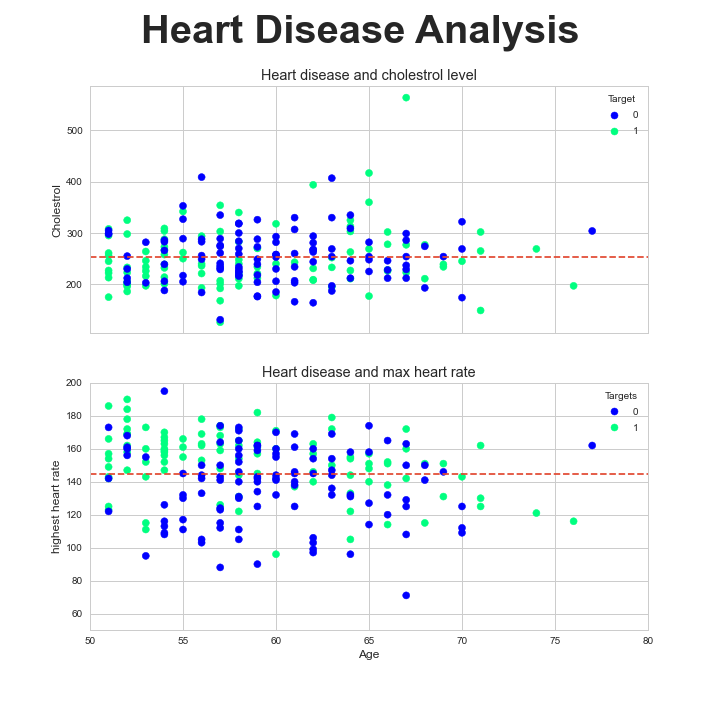 Heart Disease Analysis
Heart disease and cholestrol level
Target
0
1
Cholestrol
500
400
300
200
Heart disease and max heart rate
Targets
0
1
highest heart rate
200
180
160
140
120
100
80
60
50 55 60 65 70 75 80
Age